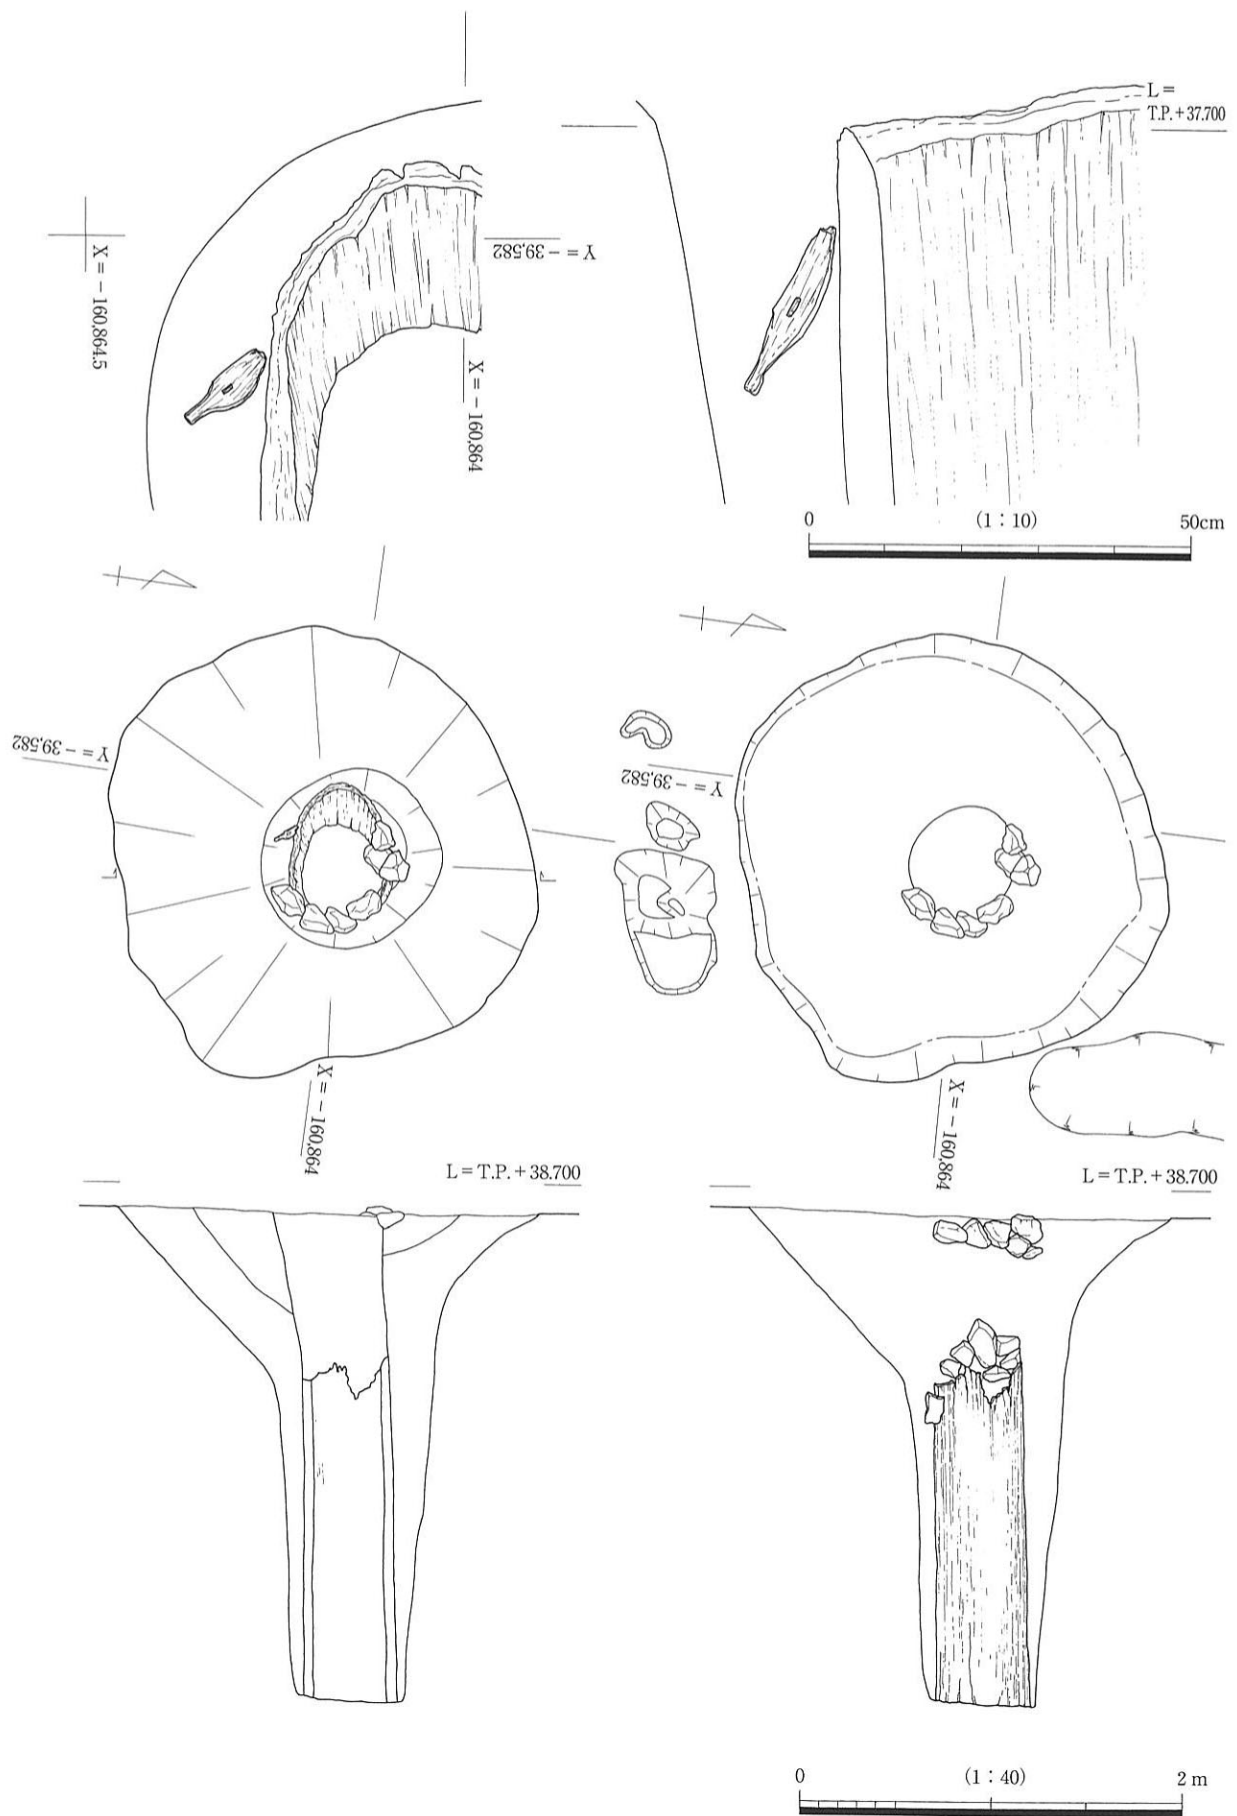 L=
T.P.+37.700
Y=−39,582
X=−160,864.5
X=−160,864
0 (1：10) 50cm
Y=−39,582
Y=−39,582
X=−160,864
X=−160,864
L=T.P.+38.700
L=T.P.+38.700
0 (1：40) 2 m